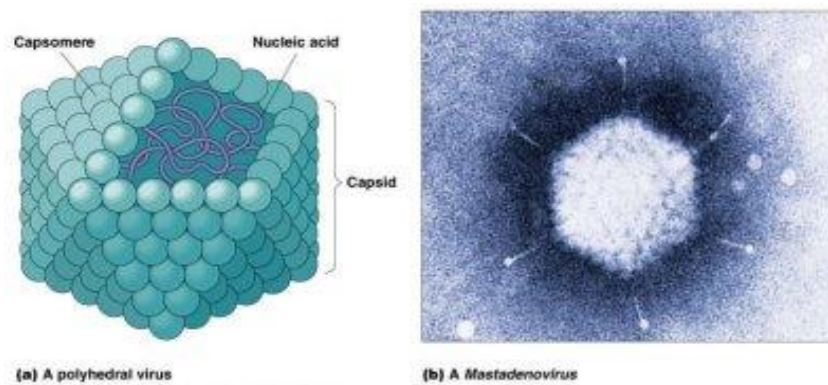 Capsomere
Nucleic acid
Capsid
(a) A polyhedral virus
(b) A Mastadenovirus